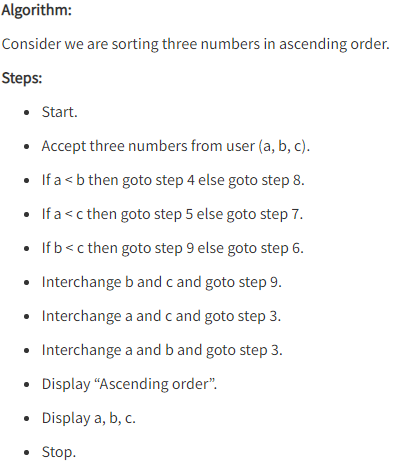 Algorithm:
Consider we are sorting three numbers in ascending order.
Steps:
• Start.
• Accept three numbers from user (a, b, c).
• If a < b then goto step 4 else goto step 8.
• If a < c then goto step 5 else goto step 7.
• If b < c then goto step 9 else goto step 6.
• Interchange b and c and goto step 9.
• Interchange a and c and goto step 3.
• Interchange a and b and goto step 3.
• Display “Ascending order”.
• Display a, b, c.
• Stop.